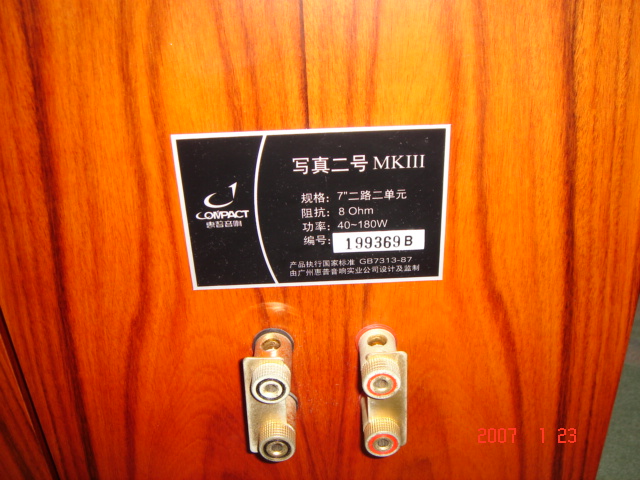 写真二号 MKIII
COMPACT
惠普音响
规格: 7"二路二单元
阻抗: 8 Ohm
功率: 40~180W
编号: 199369B
产品执行国家标准 GB7313-87
由广州惠普音响实业公司设计及监制
2007 1 23